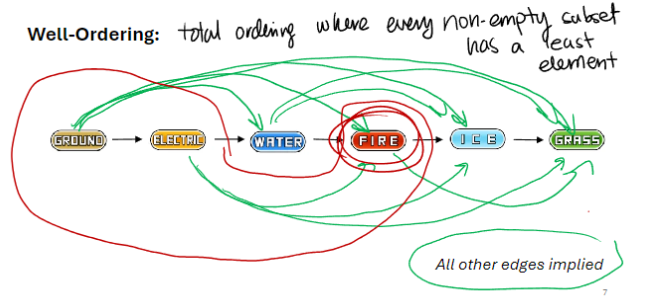 Well-Ordering: total ordering where every non-empty subset
has a least
element
GROUND ELECTRIC WATER FIRE ICE GRASS
All other edges implied
7